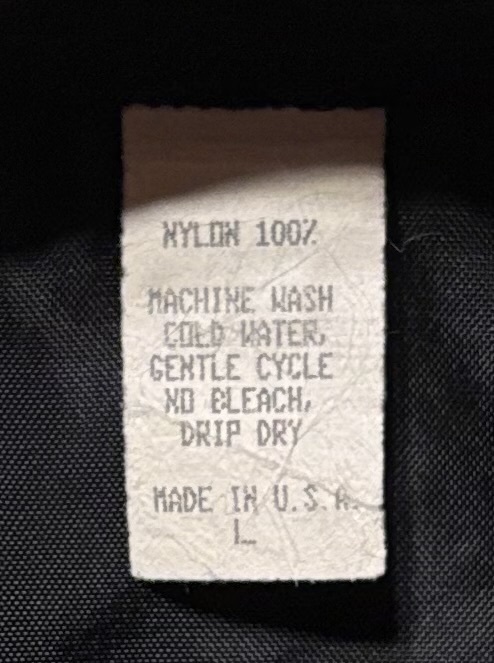 NYLON 100%
MACHINE WASH
COLD WATER,
GENTLE CYCLE
NO BLEACH,
DRIP DRY
MADE IN U.S.A.
L